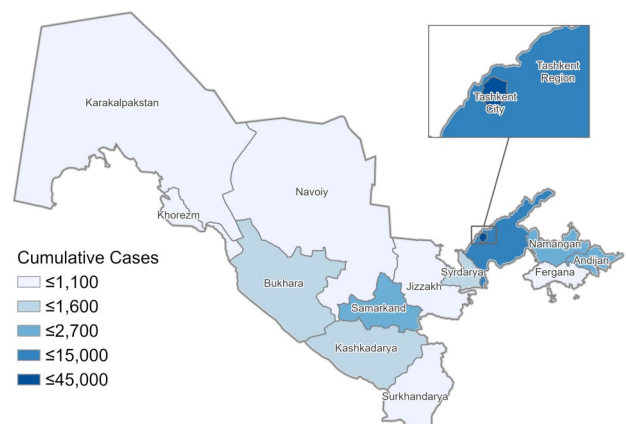 Tashkent
Region
Tashkent
City
Karakalpakstan
Navoiy
Khorezm
Namangan
Andijan
Fergana
Syrdarya
Jizzakh
Bukhara
Samarkand
Kashkadarya
Surkhandarya
Cumulative Cases
≤1,100
≤1,600
≤2,700
≤15,000
≤45,000